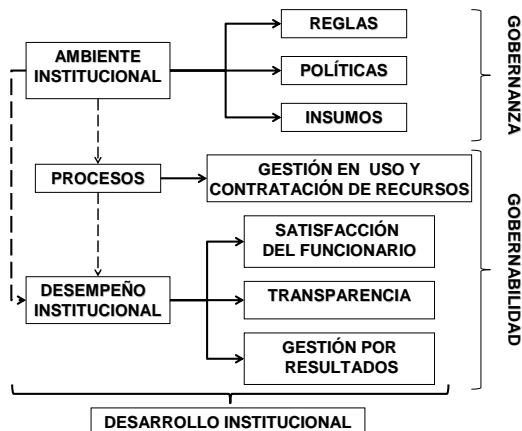 REGLAS
AMBIENTE
INSTITUCIONAL
POLÍTICAS
INSUMOS
GOBERNANZA
PROCESOS
GESTIÓN EN USO Y
CONTRATACIÓN DE RECURSOS
SATISFACCIÓN
DEL FUNCIONARIO
DESEMPEÑO
INSTITUCIONAL
TRANSPARENCIA
GESTIÓN POR
RESULTADOS
GOBERNABILIDAD
DESARROLLO INSTITUCIONAL